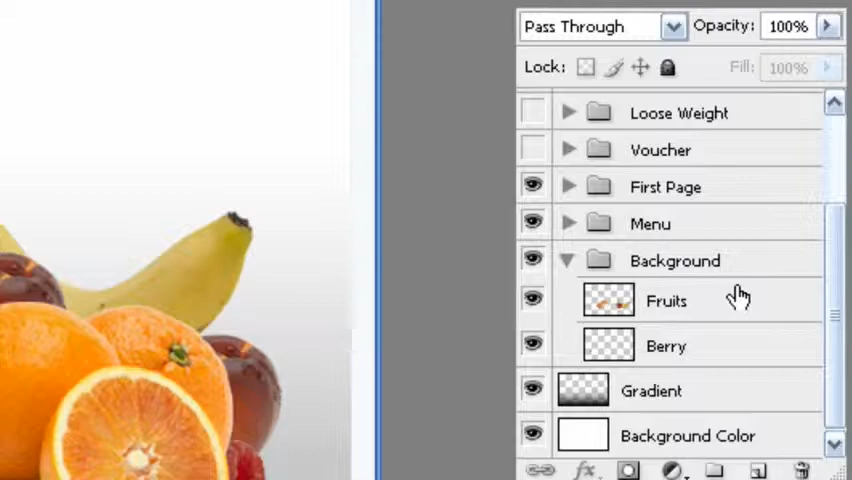 Pass Through Opacity: 100%
Lock: Fill: 100%
Loose Weight
Voucher
First Page
Menu
Background
Fruits
Berry
Gradient
Background Color
fx